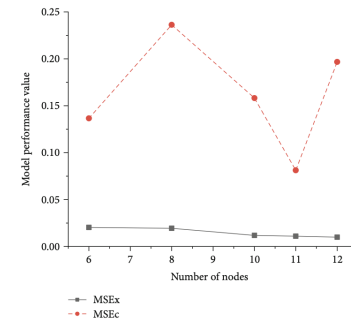 0.25
0.20
0.15
0.10
0.05
0.00
Model performance value
6 7 8 9 10 11 12
Number of nodes
MSEx
MSEc